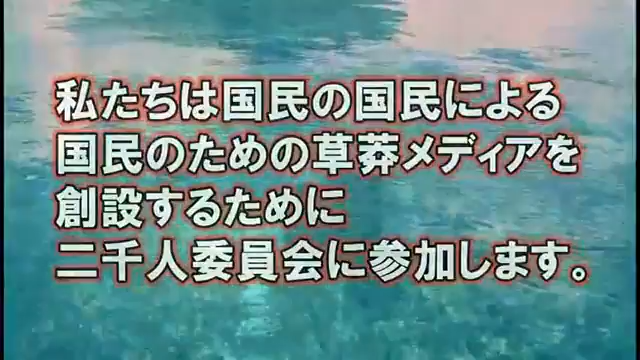 私たちは国民の国民による
国民のための草莽メディアを
創設するために
二千人委員会に参加します。